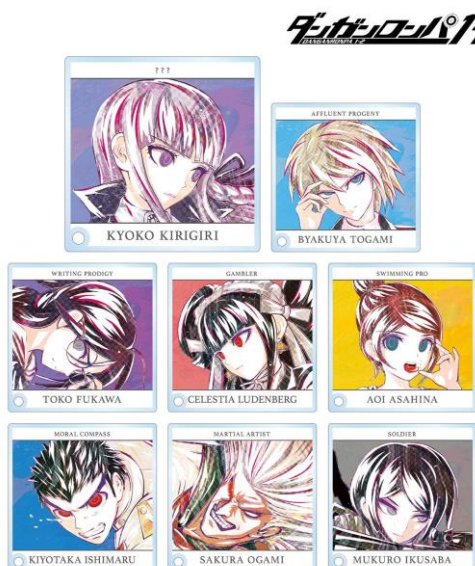 ダンガンロンパ1・
DANGANRONPA 1·2
???
KYOKO KIRIGIRI
AFFLUENT PROGENY
BYAKUYA TOGAMI
WRITING PRODIGY
TOKO FUKAWA
GAMBLER
CELESTIA LUDENBERG
SWIMMING PRO
AOI ASAHINA
MORAL COMPASS
KIYOTAKA ISHIMARU
MARTIAL ARTIST
SAKURA OGAMI
SOLDIER
MUKURO IKUSABA